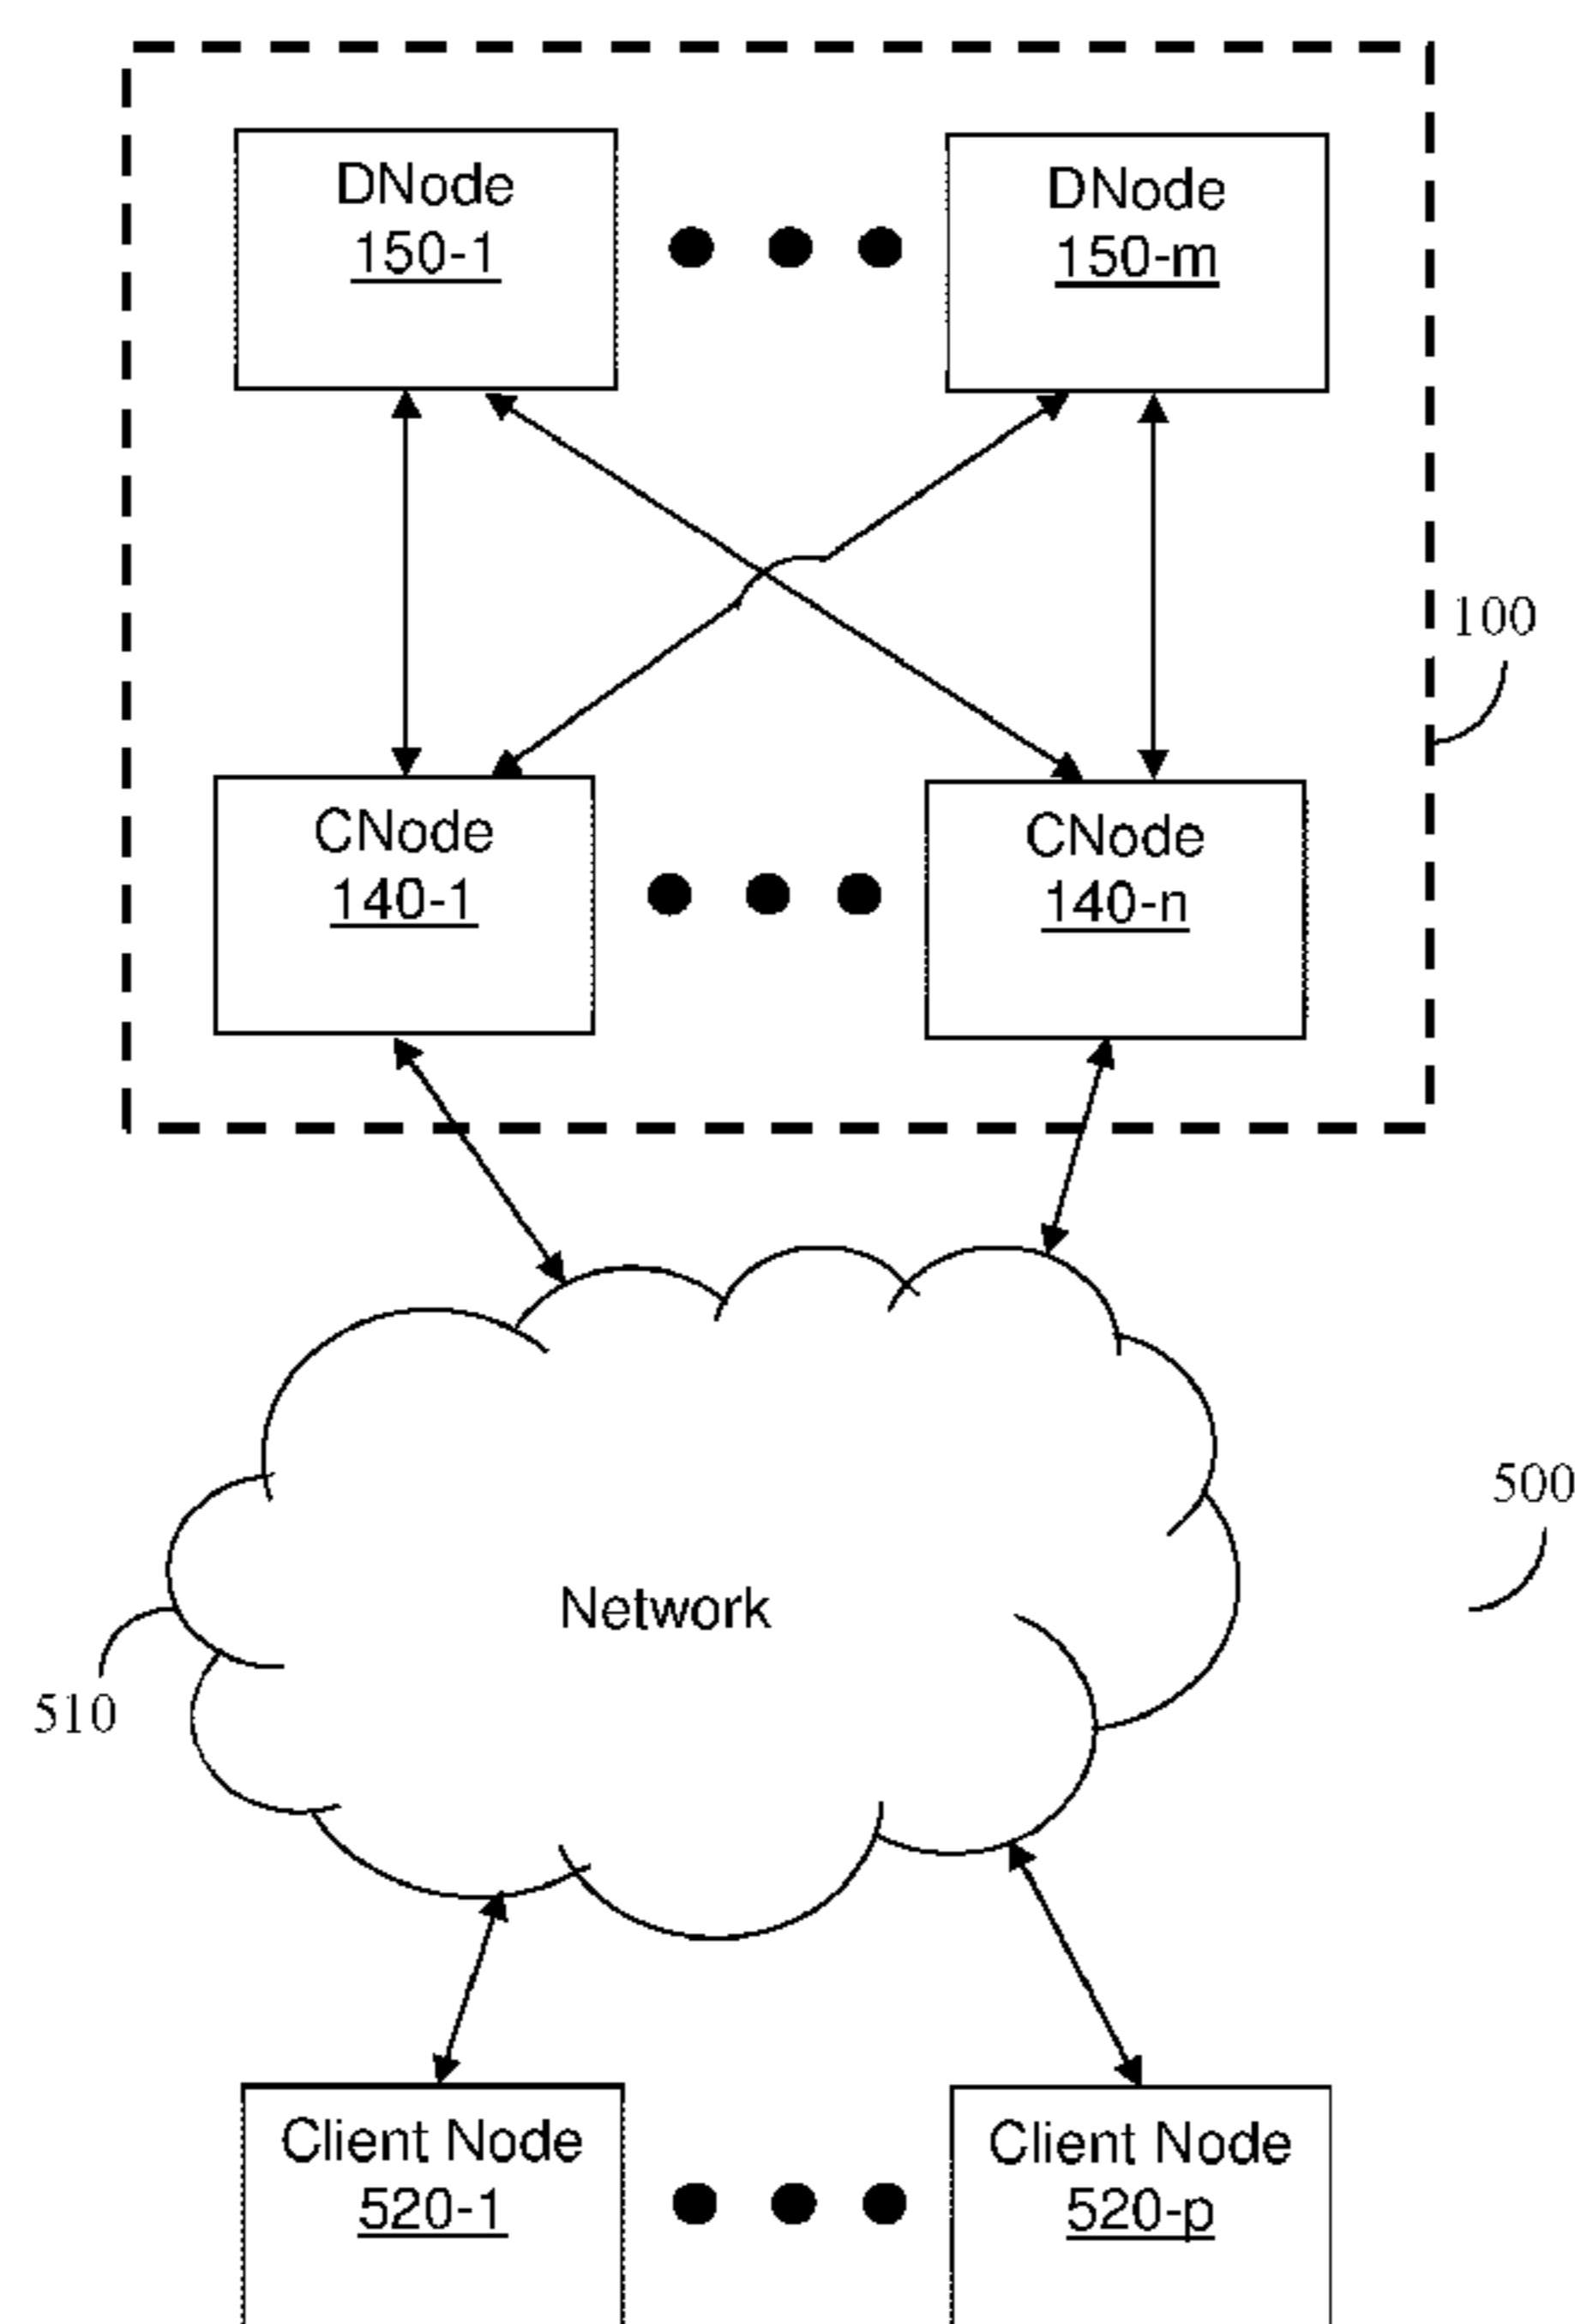 DNode
150-1
DNode
150-m
100
CNode
140-1
CNode
140-n
500
Network
510
Client Node
520-1
Client Node
520-p